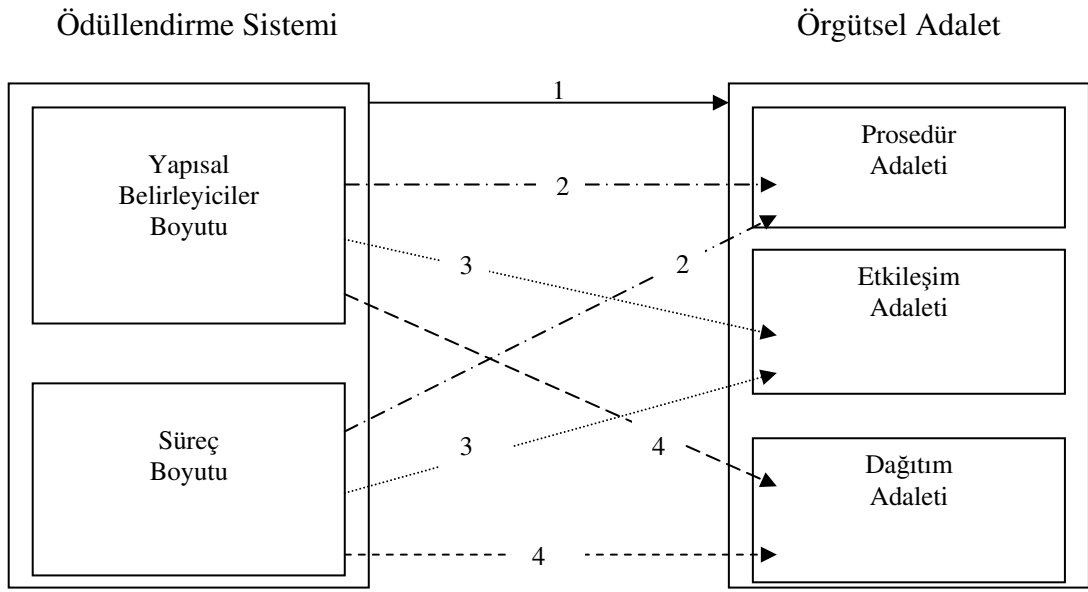 Ödüllendirme Sistemi
Örgütsel Adalet
1
Yapısal
Belirleyiciler
Boyutu
Prosedür
Adaleti
2
3
2
Etkileşim
Adaleti
Süreç
Boyutu
3
4
Dağıtım
Adaleti
4